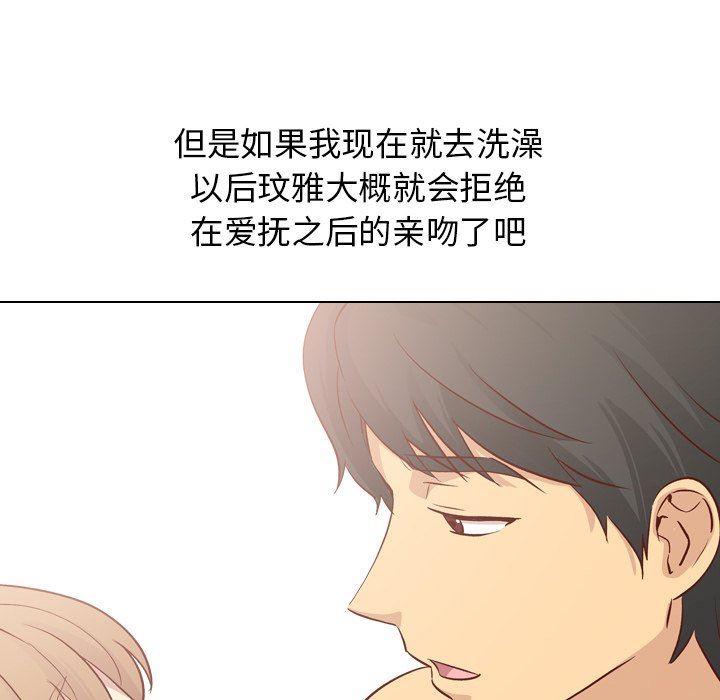 但是如果我现在就去洗澡
以后玟雅大概就会拒绝
在爱抚之后的亲吻了吧